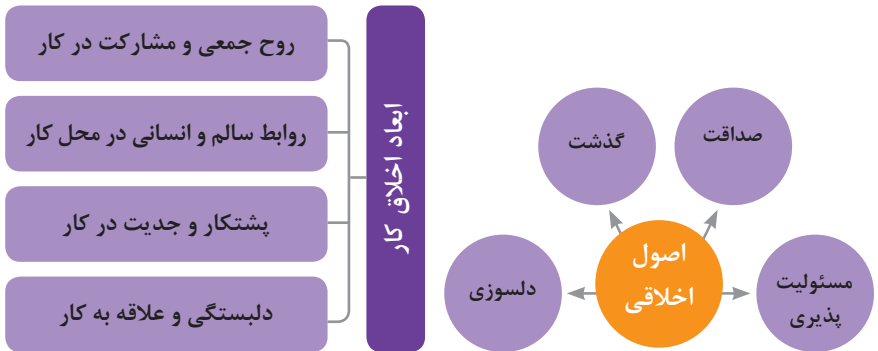 صداقت
گذشت
اصول
اخلاقی
مسئولیت
پذیری
دلسوزی
ابعاد اخلاق کار
روح جمعی و مشارکت در کار
روابط سالم و انسانی در محل کار
پشتکار و جدیت در کار
دلبستگی و علاقه به کار